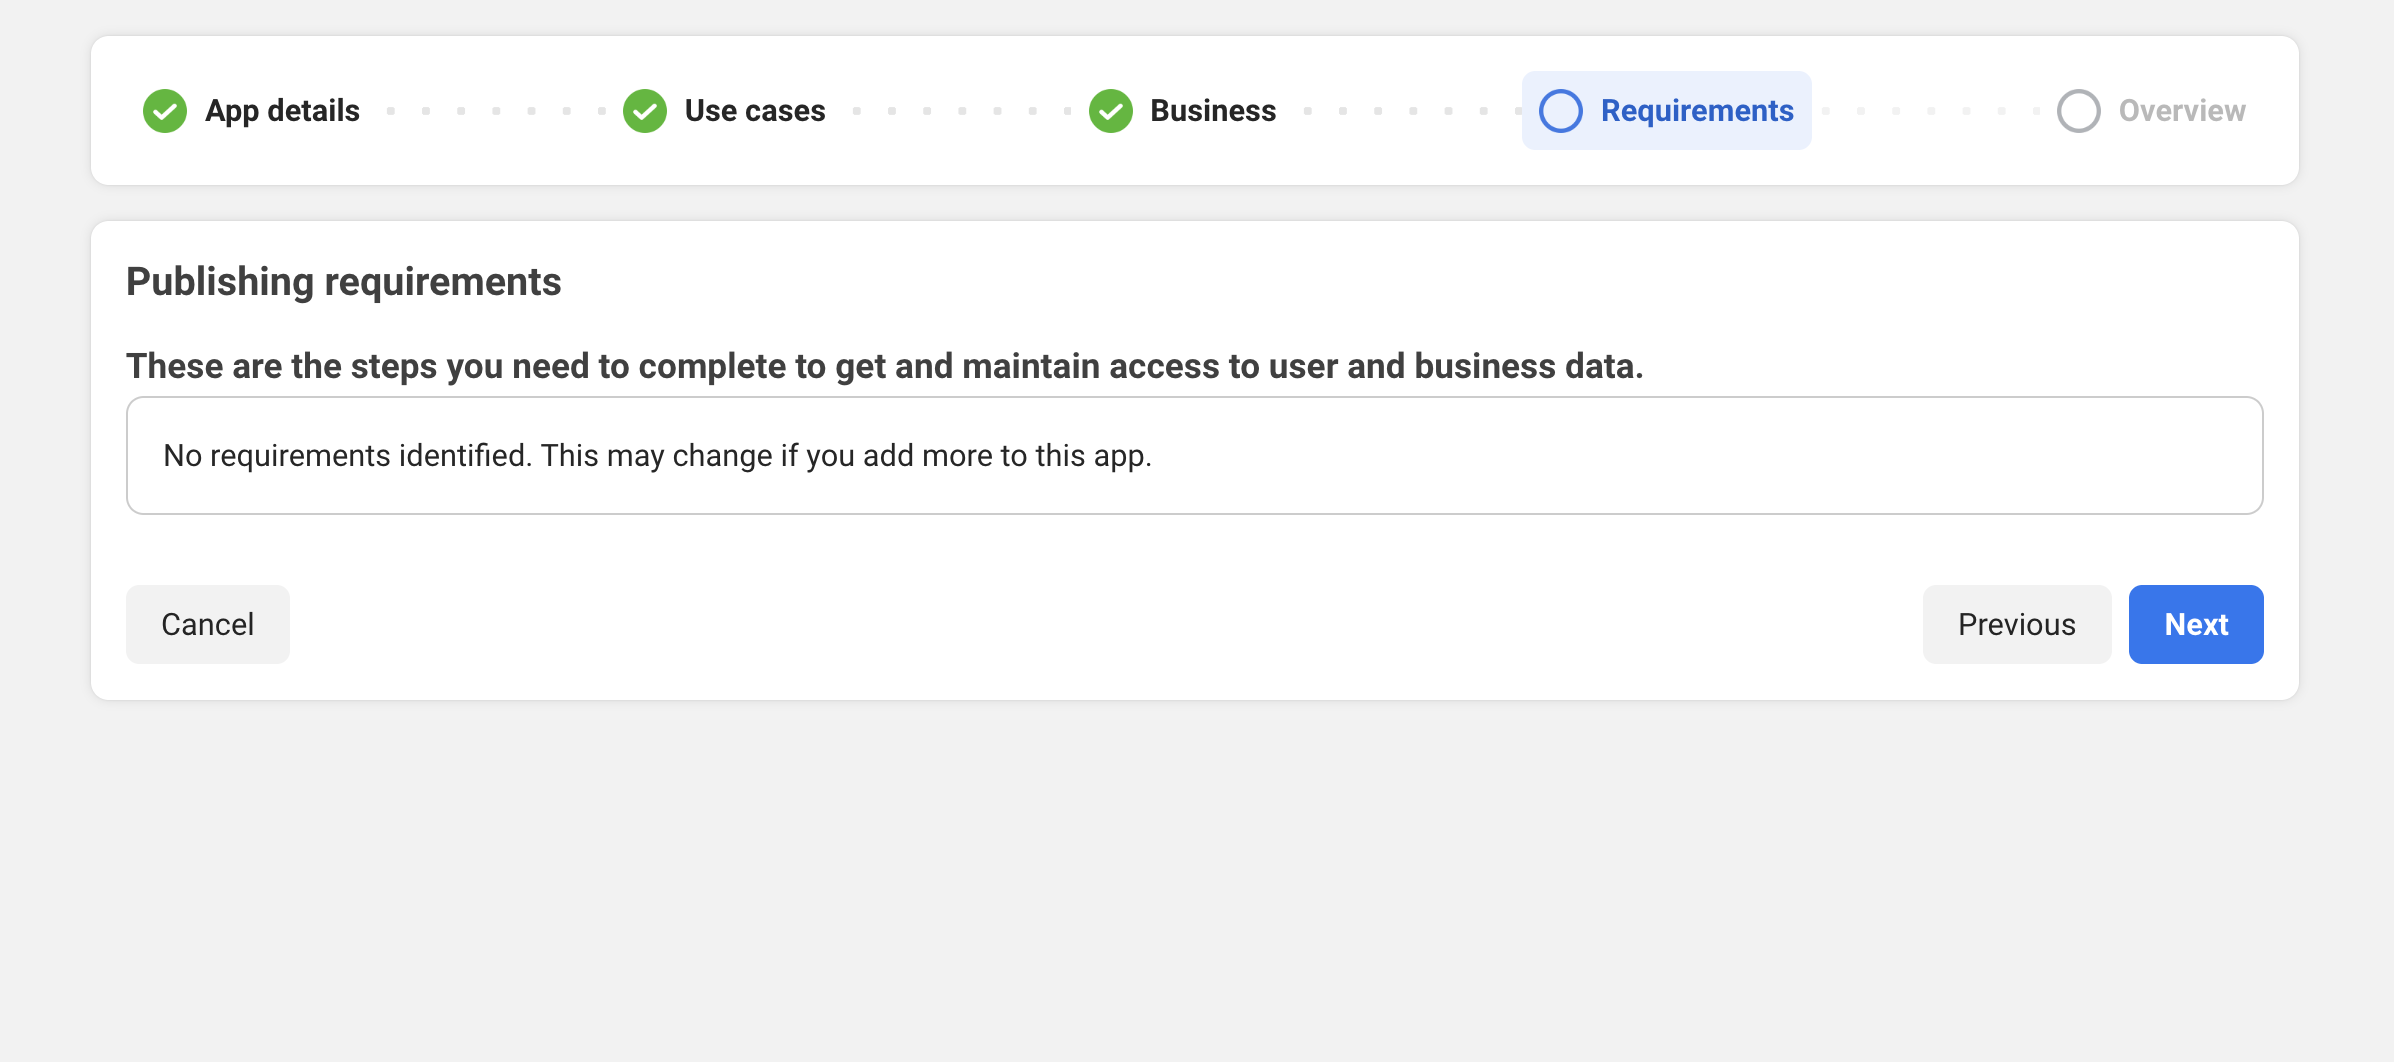 App details
Use cases
Business
Requirements
Overview
Publishing requirements
These are the steps you need to complete to get and maintain access to user and business data.
No requirements identified. This may change if you add more to this app.
Cancel
Previous
Next